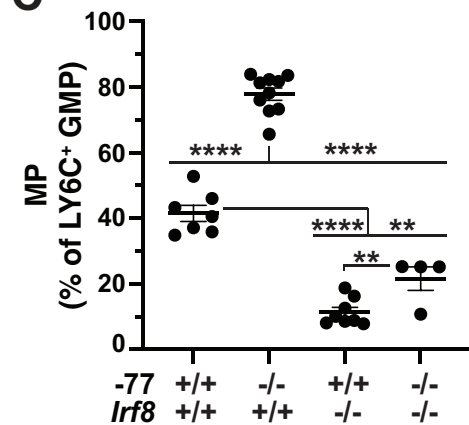 MP
(% of LY6C⁺ GMP)
100
80
60
40
20
0
**** ****
**** **
**
-77 +/+ -/- +/+ -/-
Irf8 +/+ +/+ -/- -/-